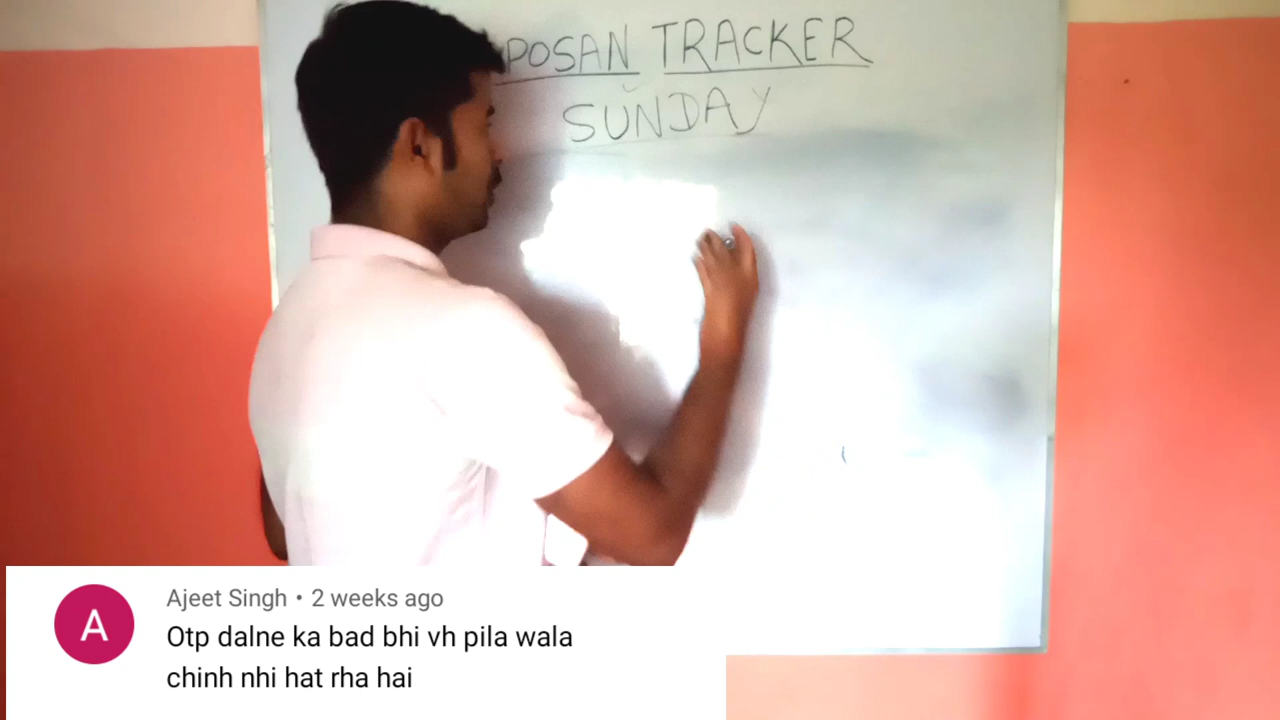 POSAN TRACKER
SUNDAY
A
Ajeet Singh • 2 weeks ago
Otp dalne ka bad bhi vh pila wala
chinh nhi hat rha hai